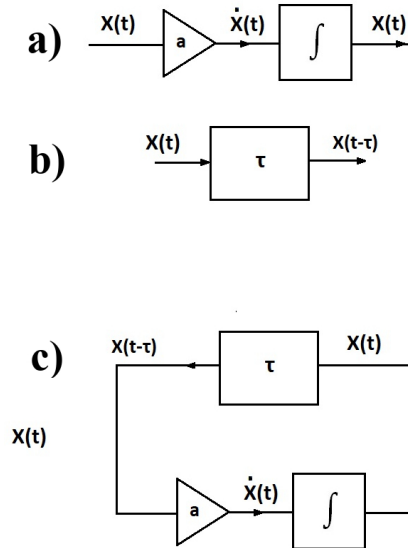 a) X(t) a Ẋ(t) ∫ X(t)
b) X(t) τ X(t-τ)
c) X(t-τ) τ X(t)
X(t)
a Ẋ(t) ∫